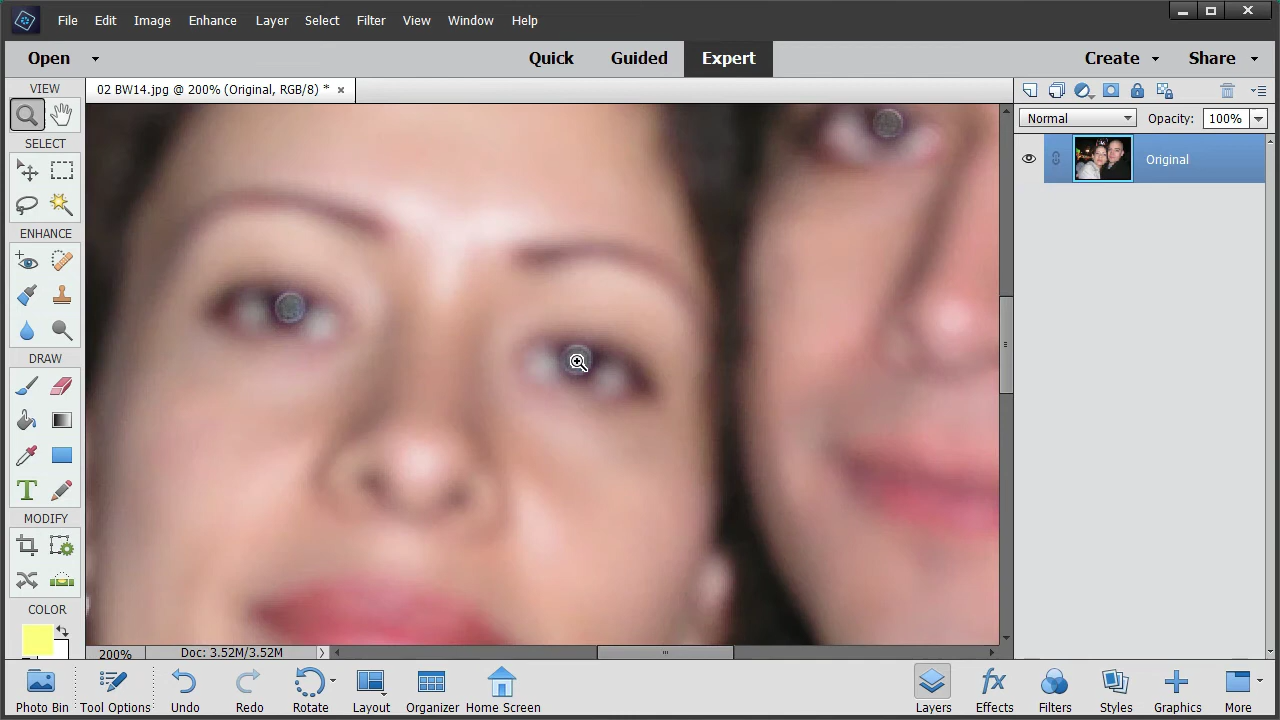 File Edit Image Enhance Layer Select Filter View Window Help
Open Quick Guided Expert Create Share
VIEW
02 BW14.jpg @ 200% (Original, RGB/8) * ×
Normal Opacity: 100%
SELECT
Original
ENHANCE
DRAW
T
MODIFY
COLOR
200% Doc: 3.52M/3.52M
Photo Bin Tool Options Undo Redo Rotate Layout Organizer Home Screen Layers Effects Filters Styles Graphics More